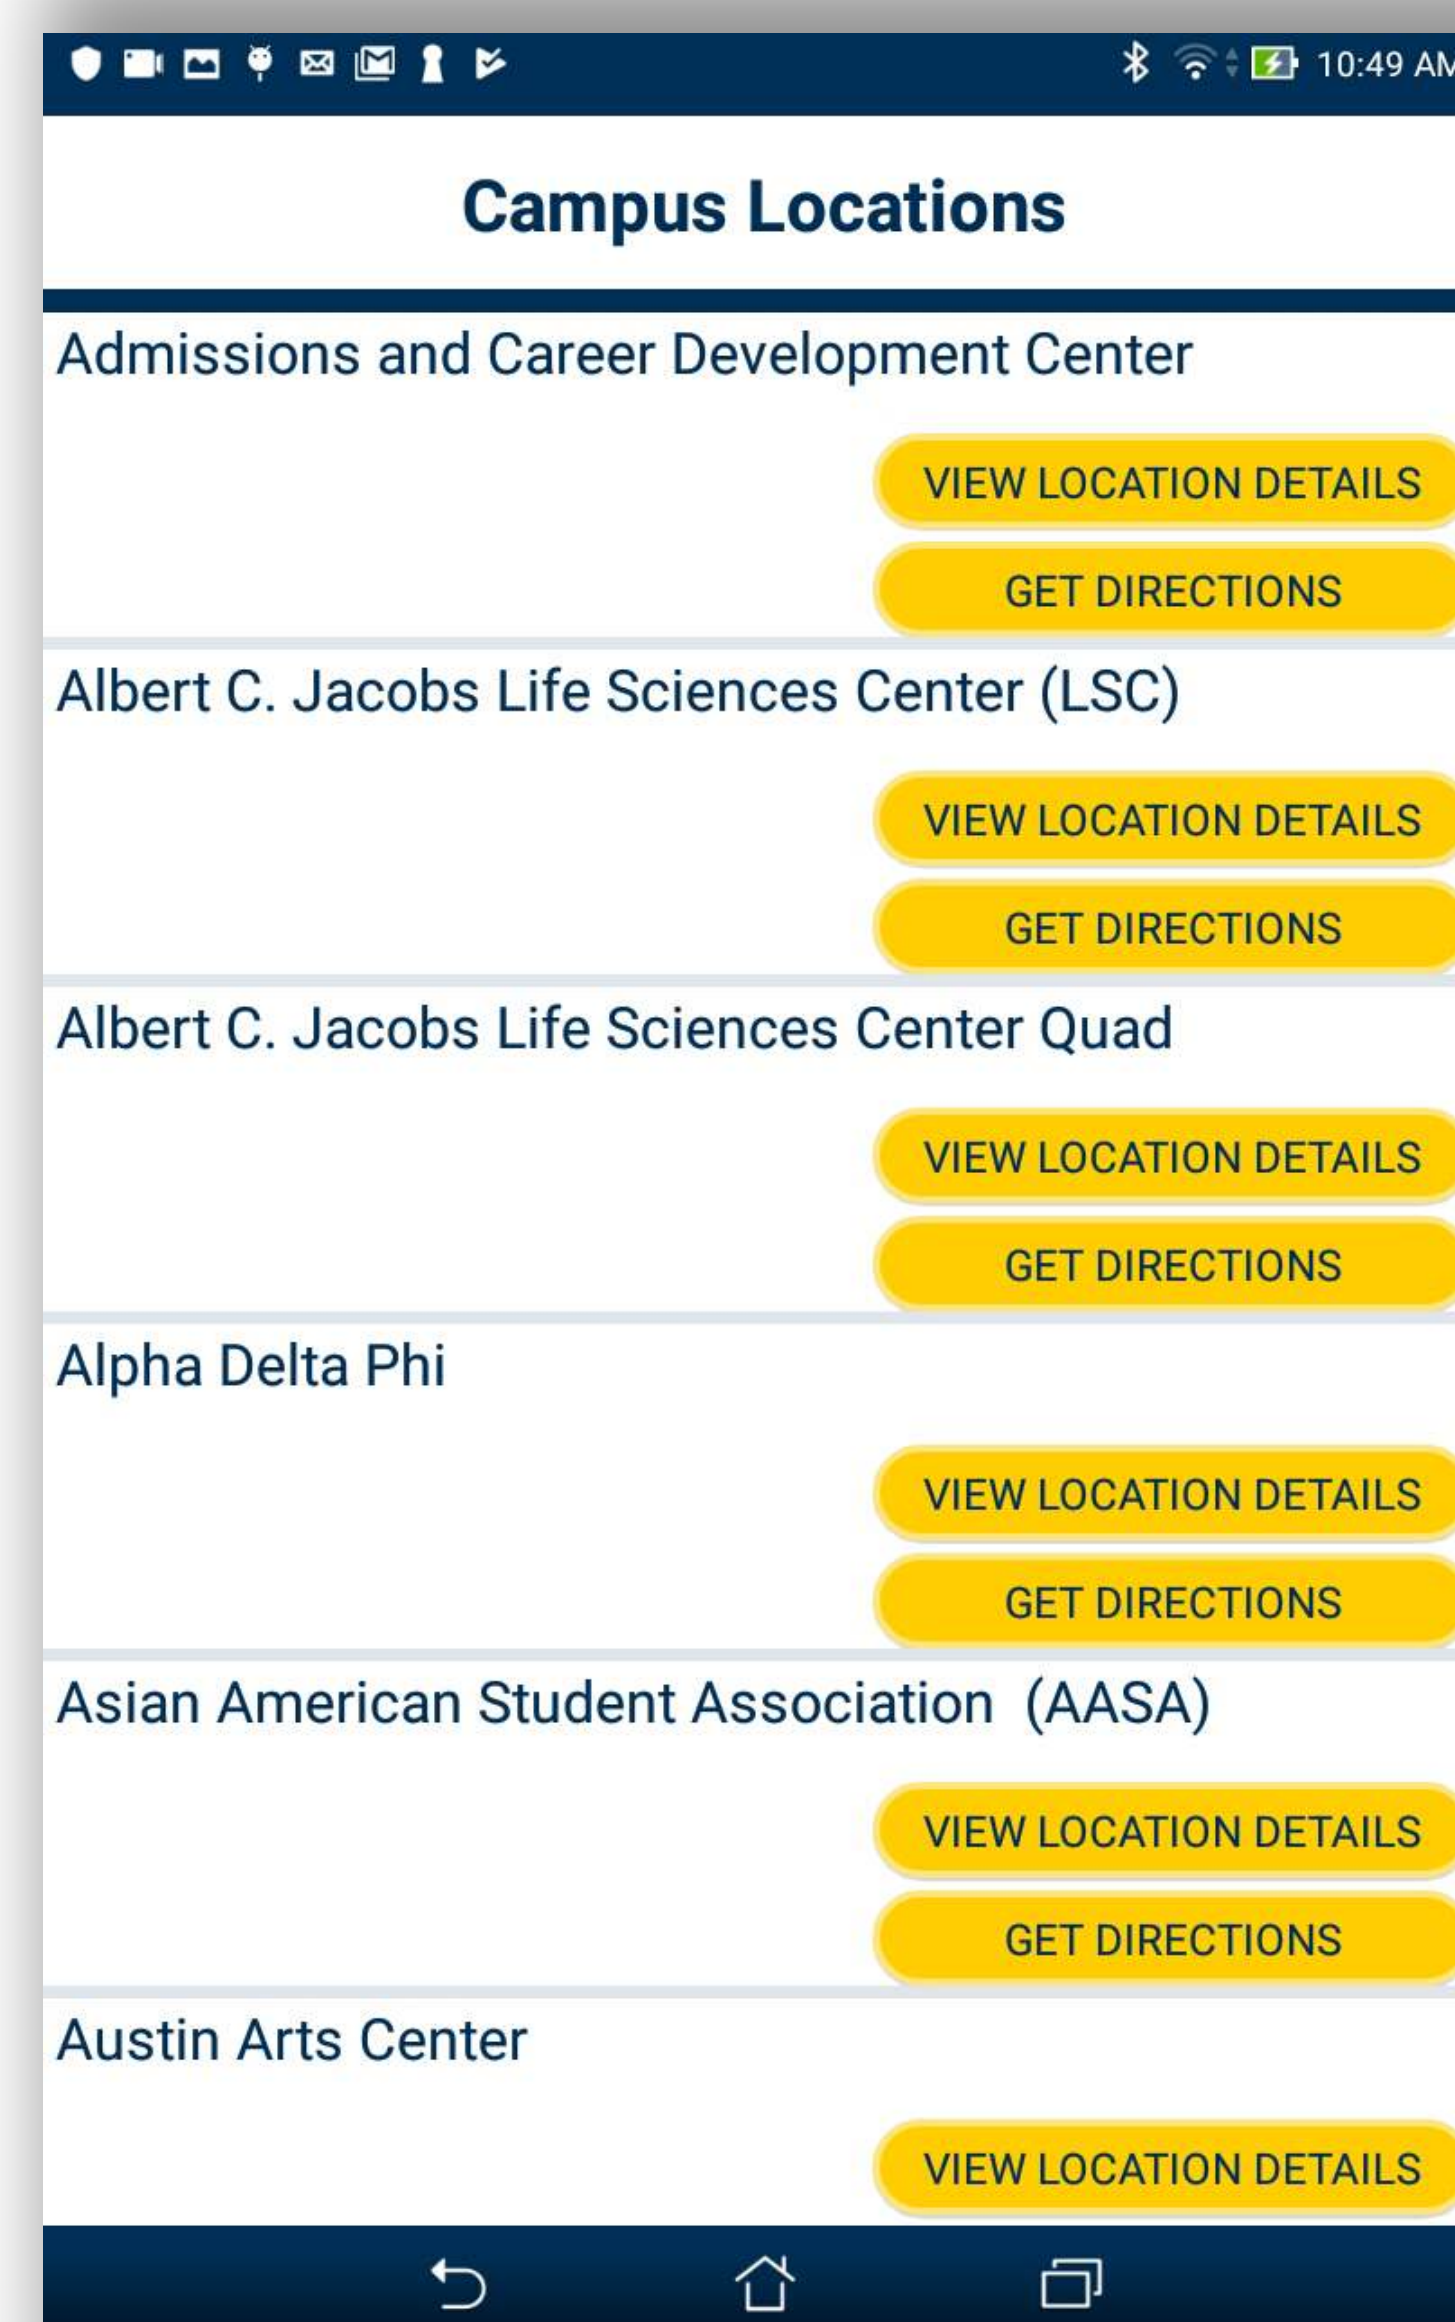 10:49 AM
Campus Locations
Admissions and Career Development Center
VIEW LOCATION DETAILS
GET DIRECTIONS
Albert C. Jacobs Life Sciences Center (LSC)
VIEW LOCATION DETAILS
GET DIRECTIONS
Albert C. Jacobs Life Sciences Center Quad
VIEW LOCATION DETAILS
GET DIRECTIONS
Alpha Delta Phi
VIEW LOCATION DETAILS
GET DIRECTIONS
Asian American Student Association  (AASA)
VIEW LOCATION DETAILS
GET DIRECTIONS
Austin Arts Center
VIEW LOCATION DETAILS